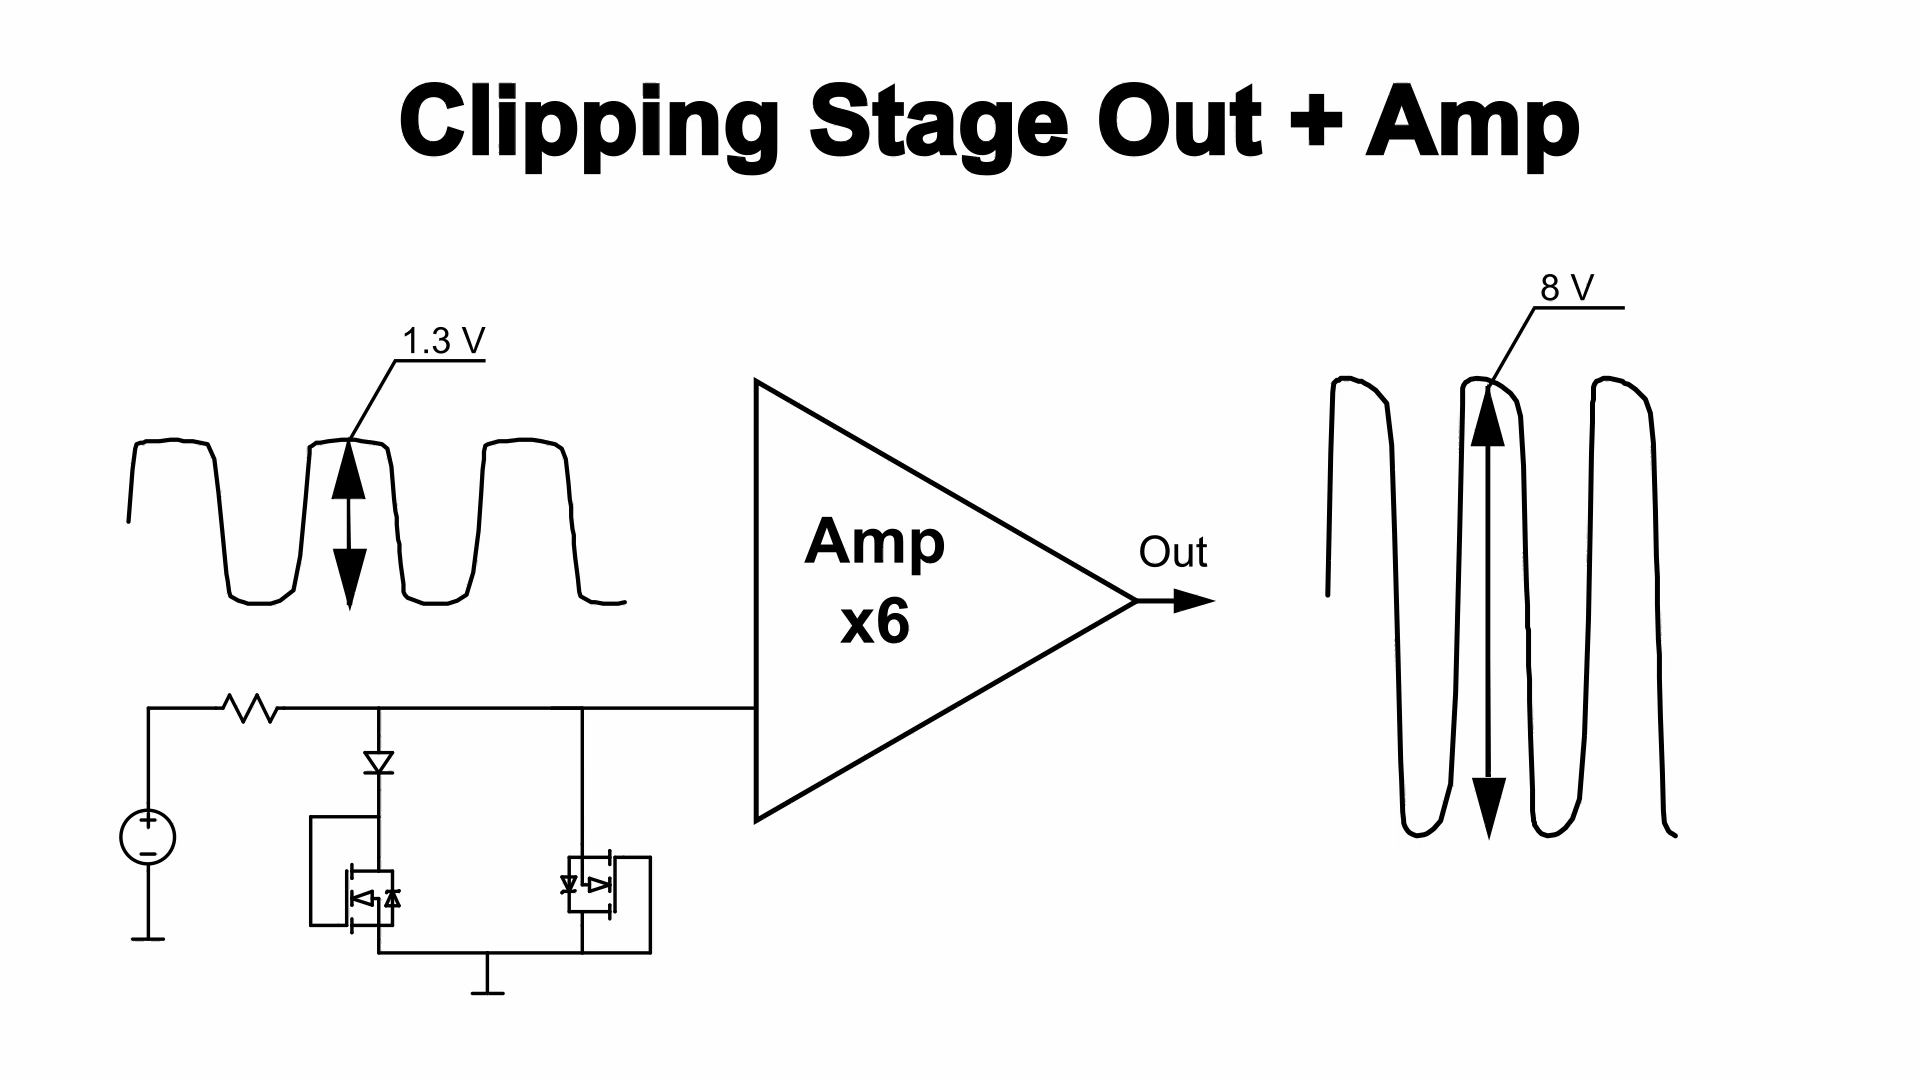 Clipping Stage Out + Amp
8 V
1.3 V
Amp
x6
Out